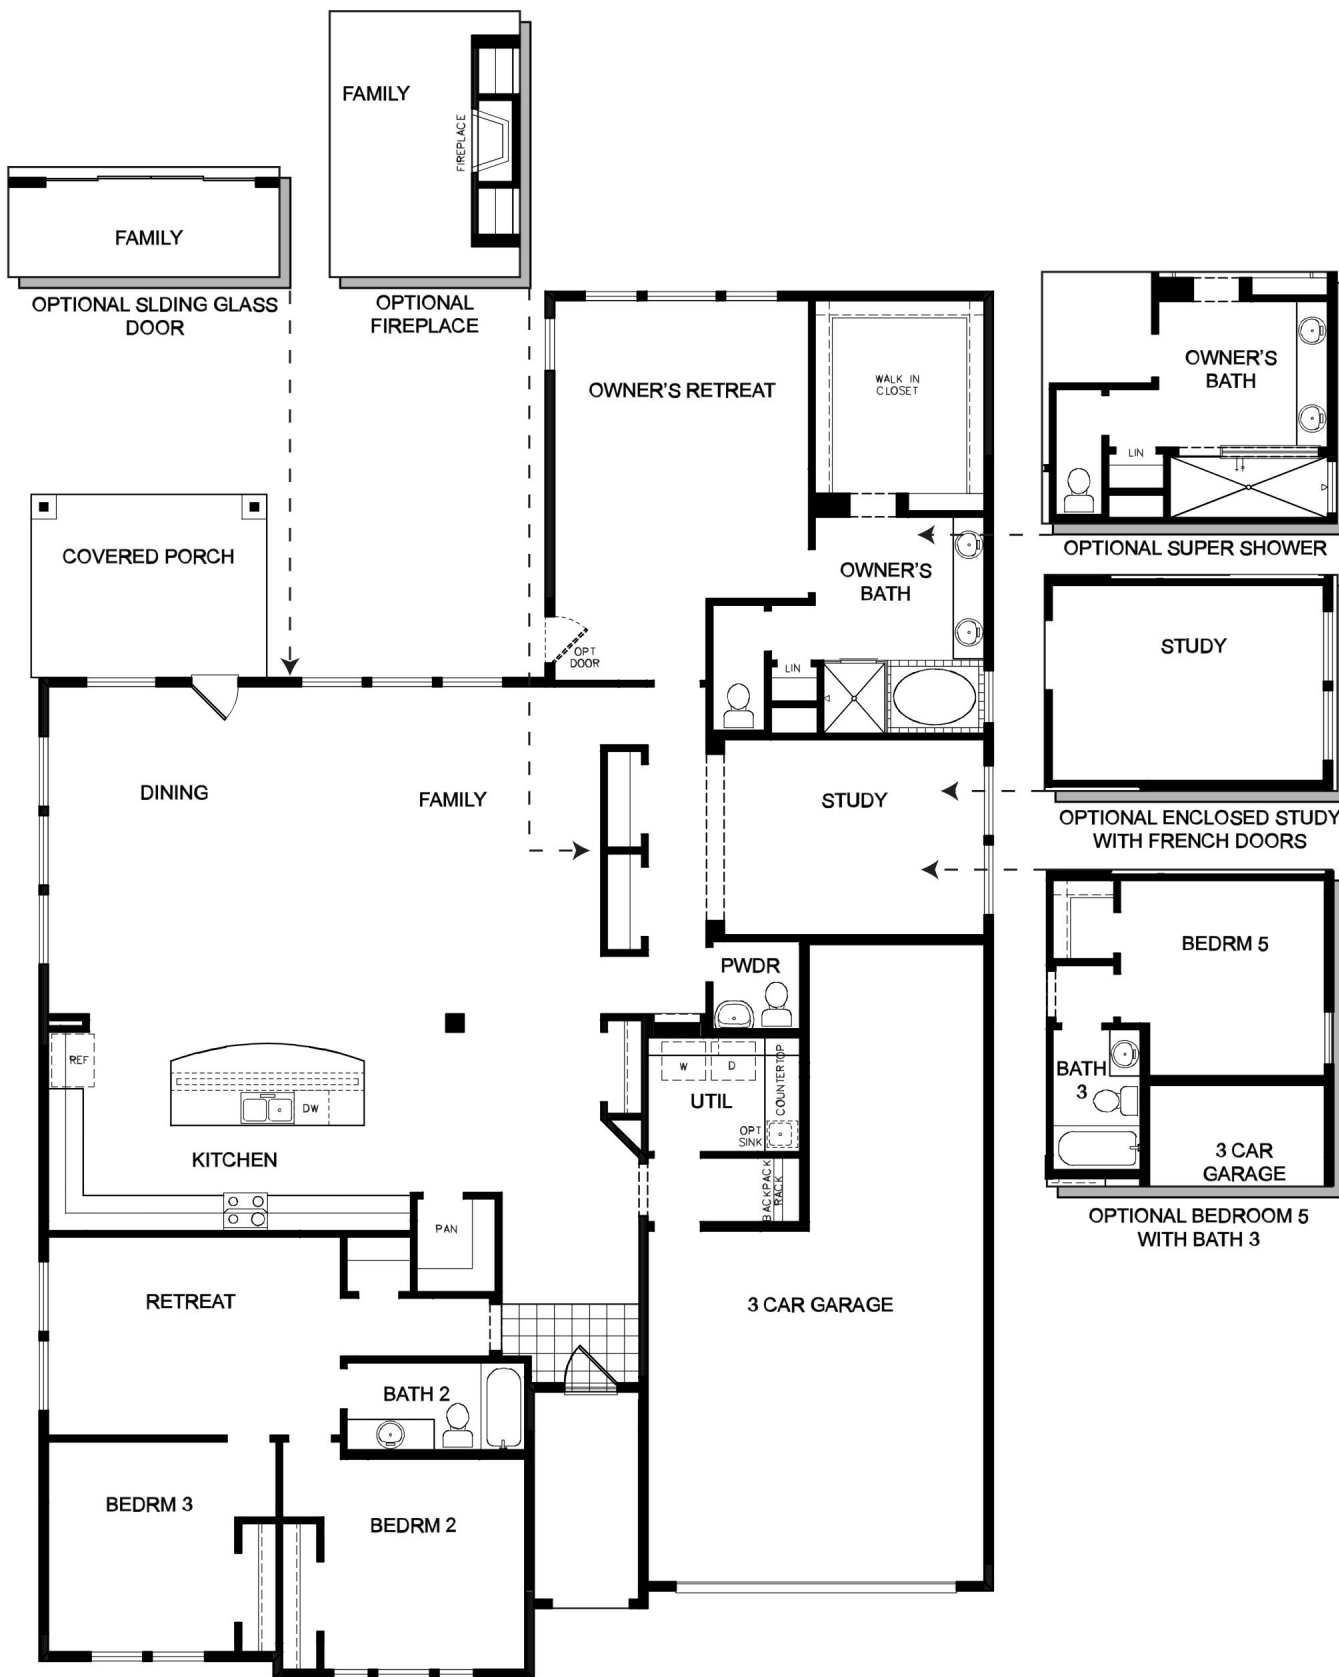 FAMILY
FIREPLACE
OPTIONAL
FIREPLACE
FAMILY
OPTIONAL SLDING GLASS
DOOR
OWNER'S RETREAT
WALK IN
CLOSET
OWNER'S
BATH
LIN
OPTIONAL SUPER SHOWER
COVERED PORCH
OWNER'S
BATH
OPT
DOOR
LIN
STUDY
OPTIONAL ENCLOSED STUDY
WITH FRENCH DOORS
DINING
FAMILY
STUDY
BEDRM 5
BATH
3
3 CAR
GARAGE
OPTIONAL BEDROOM 5
WITH BATH 3
PWDR
REF
DW
KITCHEN
W
D
COUNTERTOP
UTIL
OPT
SINK
BACKPACK
RACK
PAN
RETREAT
3 CAR GARAGE
BATH 2
BEDRM 3
BEDRM 2